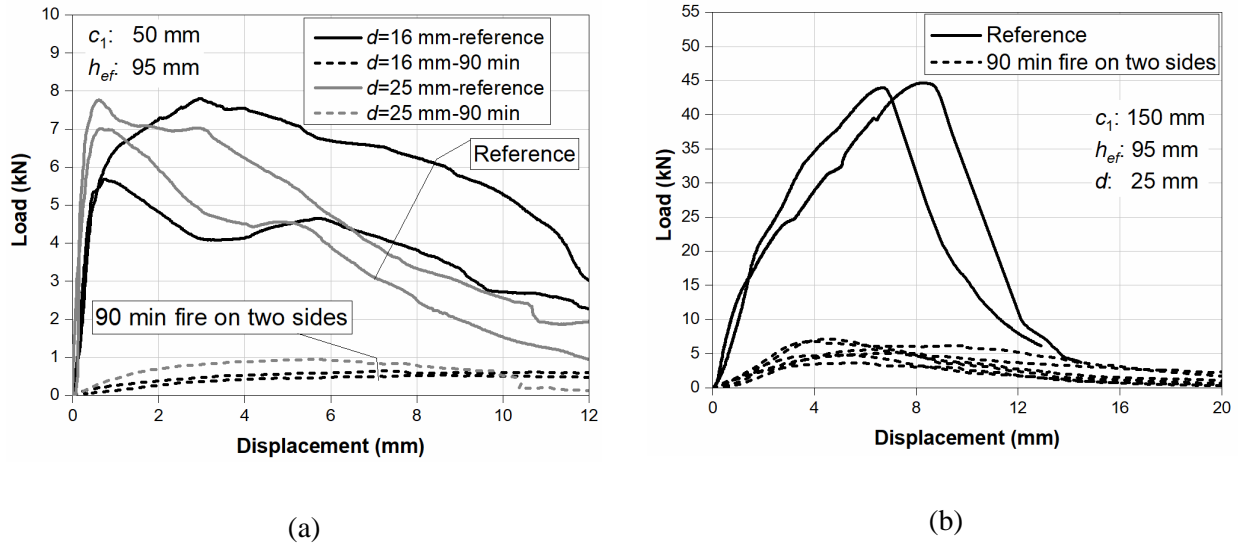 10
9
8
7
6
5
4
3
2
1
0
Load (kN)
c1: 50 mm
hef: 95 mm
d=16 mm-reference
d=16 mm-90 min
d=25 mm-reference
d=25 mm-90 min
Reference
90 min fire on two sides
0 2 4 6 8 10 12
Displacement (mm)
(a)
55
50
45
40
35
30
25
20
15
10
5
0
Load (kN)
Reference
90 min fire on two sides
c1: 150 mm
hef: 95 mm
d: 25 mm
0 4 8 12 16 20
Displacement (mm)
(b)